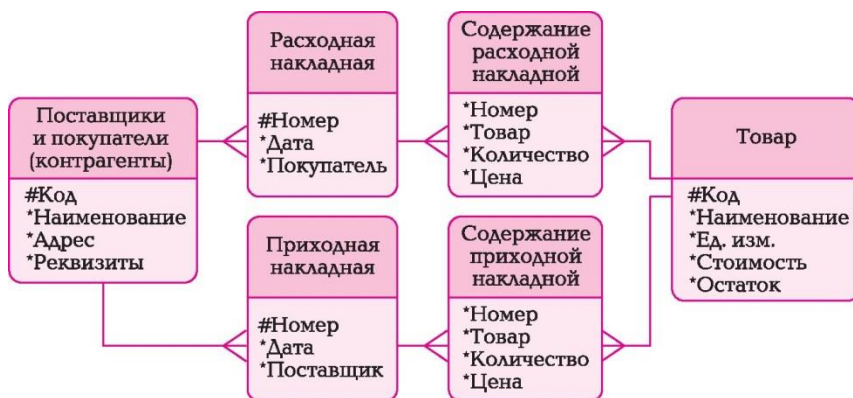 Поставщики
и покупатели
(контрагенты)
#Код
*Наименование
*Адрес
*Реквизиты
Расходная
накладная
#Номер
*Дата
*Покупатель
Содержание
расходной
накладной
*Номер
*Товар
*Количество
*Цена
Приходная
накладная
#Номер
*Дата
*Поставщик
Содержание
приходной
накладной
*Номер
*Товар
*Количество
*Цена
Товар
#Код
*Наименование
*Ед. изм.
*Стоимость
*Остаток